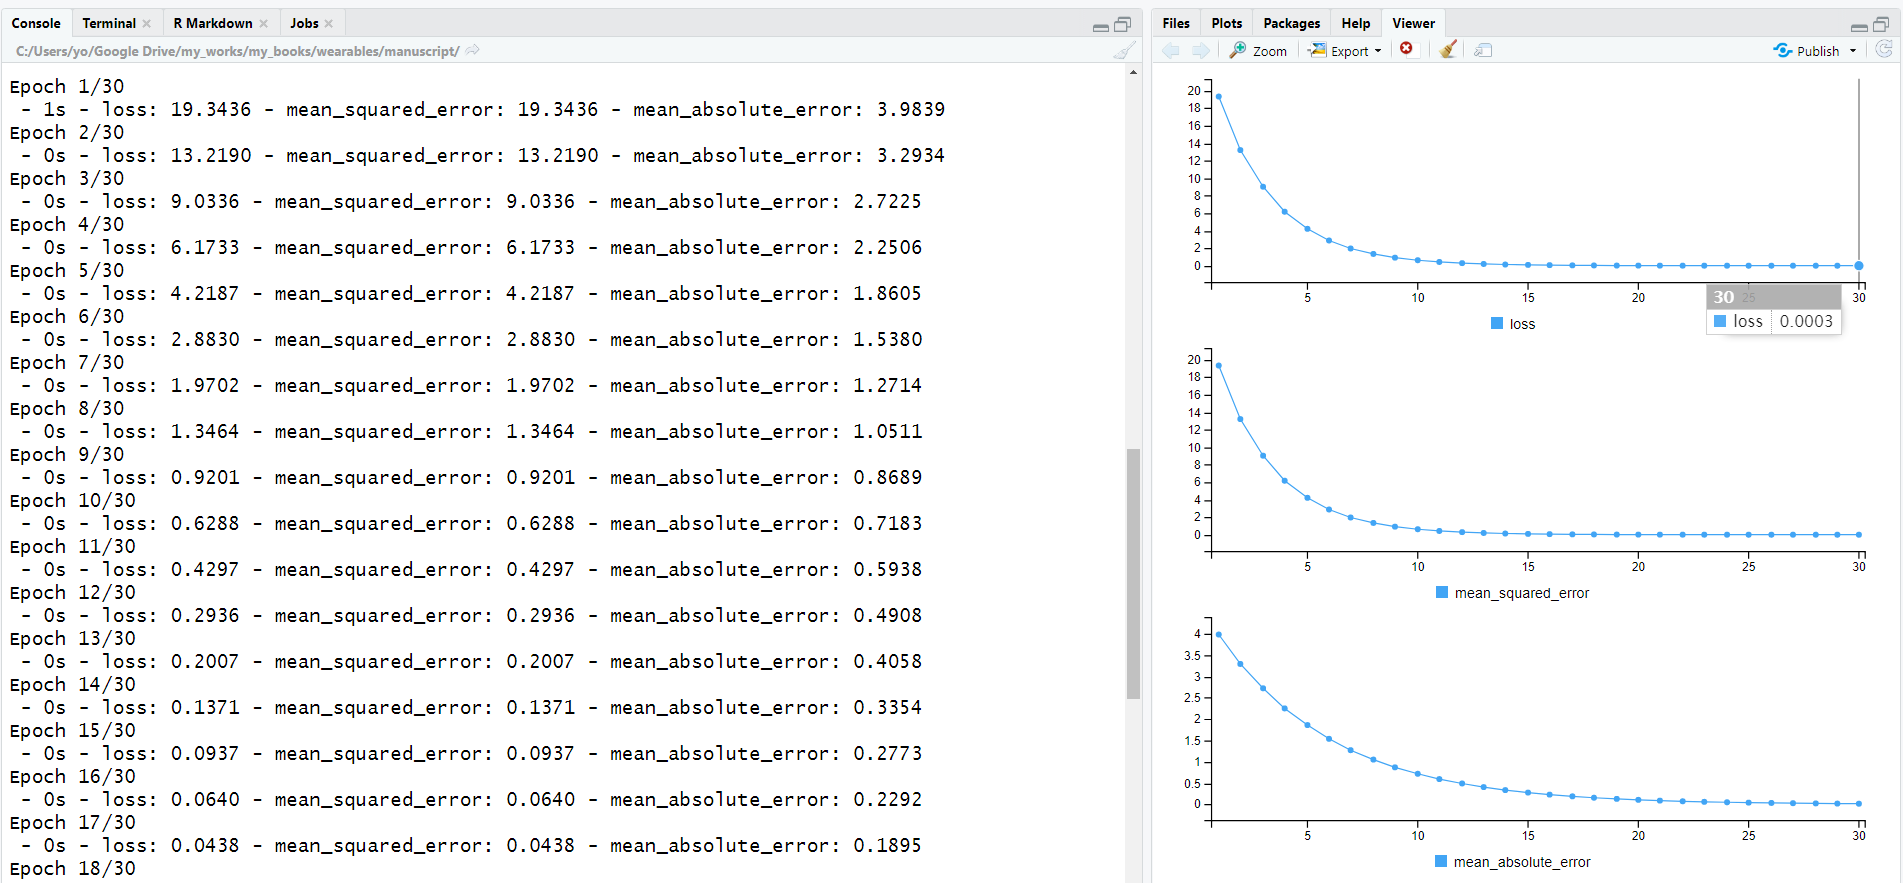 Console Terminal R Markdown Jobs
C:/Users/yo/Google Drive/my_works/my_books/wearables/manuscript/
Epoch 1/30
 - 1s - loss: 19.3436 - mean_squared_error: 19.3436 - mean_absolute_error: 3.9839
Epoch 2/30
 - 0s - loss: 13.2190 - mean_squared_error: 13.2190 - mean_absolute_error: 3.2934
Epoch 3/30
 - 0s - loss: 9.0336 - mean_squared_error: 9.0336 - mean_absolute_error: 2.7225
Epoch 4/30
 - 0s - loss: 6.1733 - mean_squared_error: 6.1733 - mean_absolute_error: 2.2506
Epoch 5/30
 - 0s - loss: 4.2187 - mean_squared_error: 4.2187 - mean_absolute_error: 1.8605
Epoch 6/30
 - 0s - loss: 2.8830 - mean_squared_error: 2.8830 - mean_absolute_error: 1.5380
Epoch 7/30
 - 0s - loss: 1.9702 - mean_squared_error: 1.9702 - mean_absolute_error: 1.2714
Epoch 8/30
 - 0s - loss: 1.3464 - mean_squared_error: 1.3464 - mean_absolute_error: 1.0511
Epoch 9/30
 - 0s - loss: 0.9201 - mean_squared_error: 0.9201 - mean_absolute_error: 0.8689
Epoch 10/30
 - 0s - loss: 0.6288 - mean_squared_error: 0.6288 - mean_absolute_error: 0.7183
Epoch 11/30
 - 0s - loss: 0.4297 - mean_squared_error: 0.4297 - mean_absolute_error: 0.5938
Epoch 12/30
 - 0s - loss: 0.2936 - mean_squared_error: 0.2936 - mean_absolute_error: 0.4908
Epoch 13/30
 - 0s - loss: 0.2007 - mean_squared_error: 0.2007 - mean_absolute_error: 0.4058
Epoch 14/30
 - 0s - loss: 0.1371 - mean_squared_error: 0.1371 - mean_absolute_error: 0.3354
Epoch 15/30
 - 0s - loss: 0.0937 - mean_squared_error: 0.0937 - mean_absolute_error: 0.2773
Epoch 16/30
 - 0s - loss: 0.0640 - mean_squared_error: 0.0640 - mean_absolute_error: 0.2292
Epoch 17/30
 - 0s - loss: 0.0438 - mean_squared_error: 0.0438 - mean_absolute_error: 0.1895
Epoch 18/30
Files Plots Packages Help Viewer
Zoom Export Publish
20
18
16
14
12
10
8
6
4
2
0
5 10 15 20 25 30
30
loss 0.0003
loss
20
18
16
14
12
10
8
6
4
2
0
5 10 15 20 25 30
mean_squared_error
4
3.5
3
2.5
2
1.5
1
0.5
0
5 10 15 20 25 30
mean_absolute_error